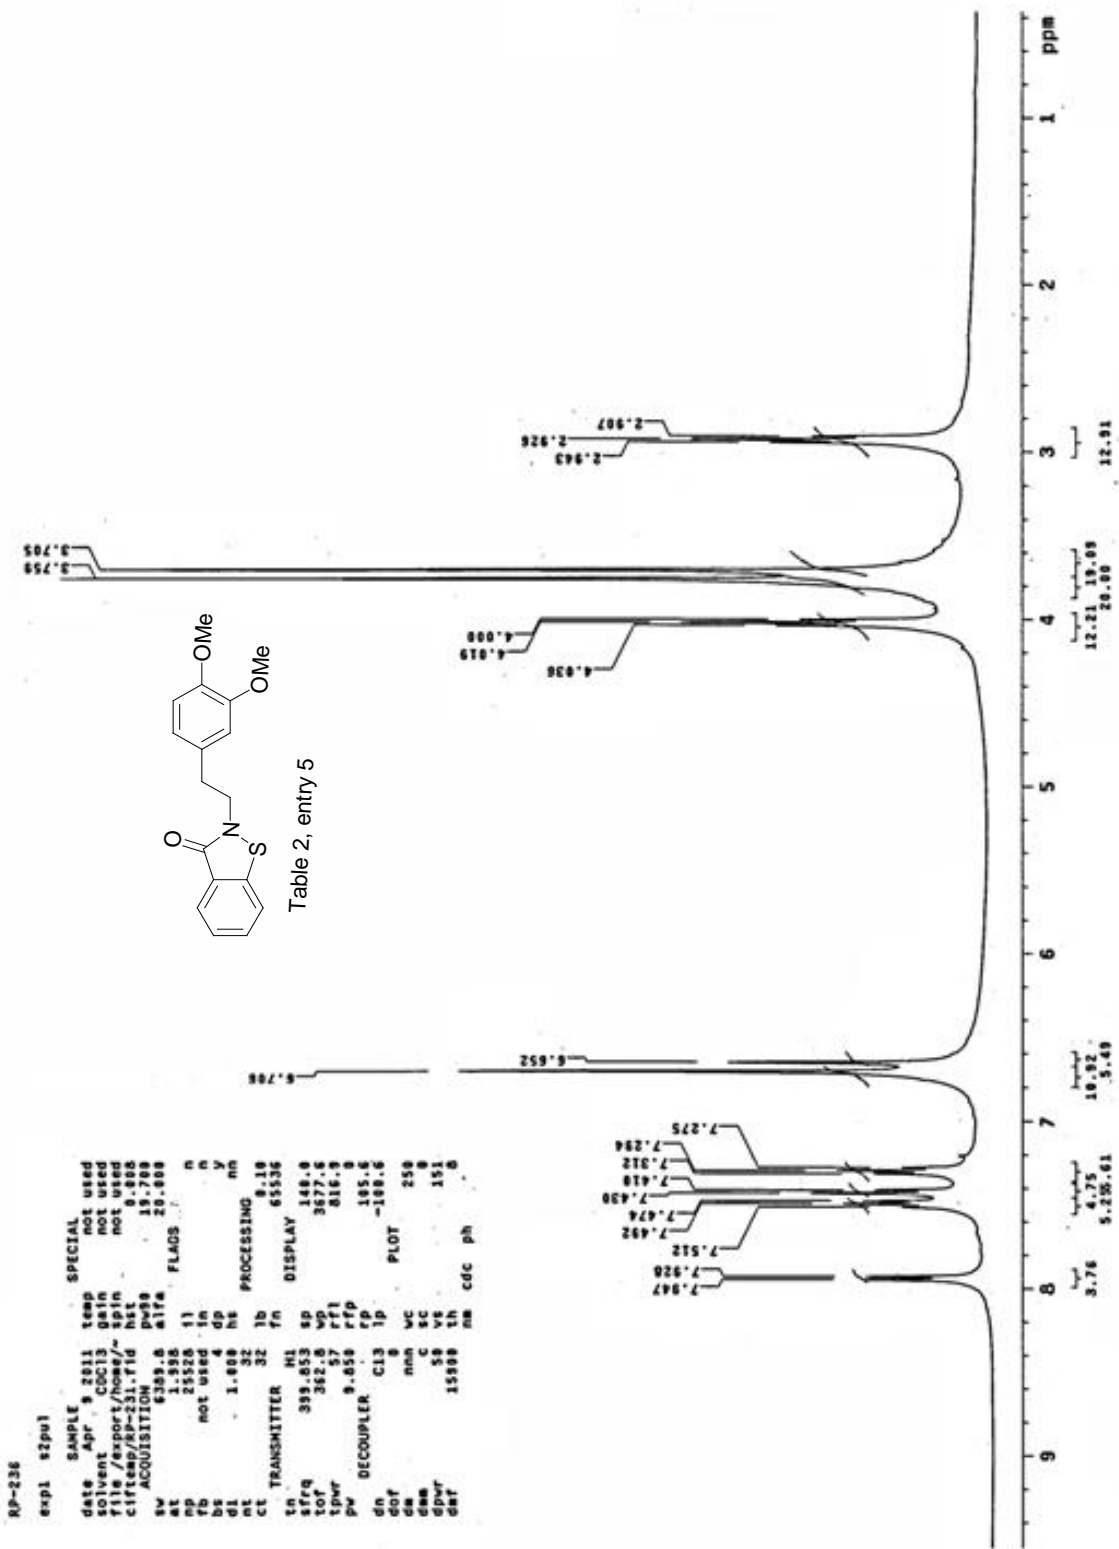 RP-236
exp1 s2pul
SAMPLE
date Apr 9 2011
solvent CDCl3
file /export/home/~
ciftemp/RP-231.fid
ACQUISITION
sw 6389.8
at 1.998
np 25528
fb not used
bs 4
d1 1.000
nt 32
ct 32
TRANSMITTER
tn H1
sfrq 399.853
tof 362.8
tpwr 57
pw 9.850
DECOUPLER
dn C13
dof 0
dm nnn
dmm c
dpwr 50
dmf 15900
SPECIAL
temp not used
gain not used
spin not used
hst 0.008
pw90 19.700
alfa 20.000
FLAGS
il n
in n
dp y
hs nn
PROCESSING
lb 0.10
fn 65536
DISPLAY
sp 140.0
wp 3677.6
rfl 816.9
rfp 0
rp 105.6
lp -100.6
PLOT
wc 250
sc 0
vs 151
th 8
nm cdc ph
O
N
S
OMe
OMe
Table 2, entry 5
7.947
7.928
7.512
7.492
7.474
7.430
7.410
7.312
7.294
7.275
6.706
6.652
4.036
4.019
4.000
3.759
3.705
2.943
2.926
2.907
9 8 7 6 5 4 3 2 1 ppm
3.76
4.75
5.61
10.92
5.49
12.21
19.09
20.00
12.91